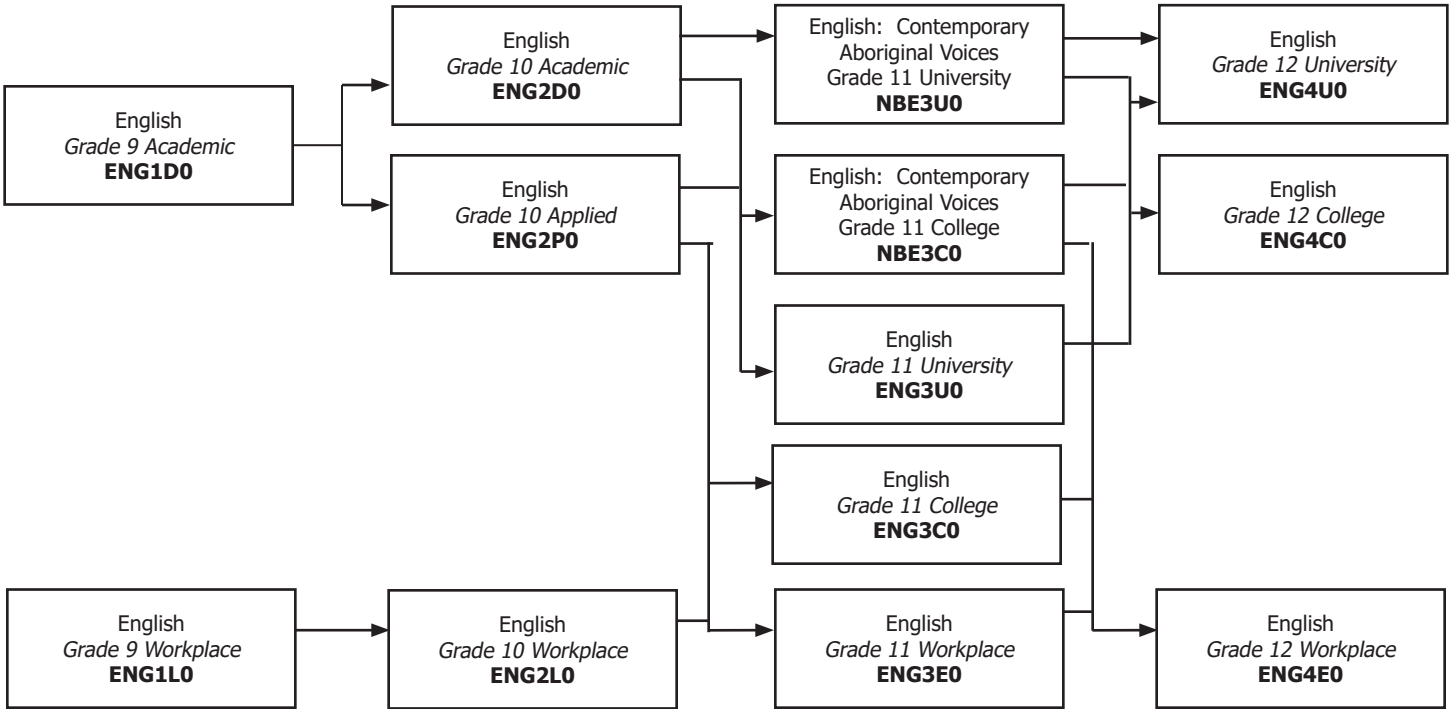 English
Grade 9 Academic
ENG1D0
English
Grade 10 Academic
ENG2D0
English
Grade 10 Applied
ENG2P0
English: Contemporary
Aboriginal Voices
Grade 11 University
NBE3U0
English: Contemporary
Aboriginal Voices
Grade 11 College
NBE3C0
English
Grade 11 University
ENG3U0
English
Grade 11 College
ENG3C0
English
Grade 12 University
ENG4U0
English
Grade 12 College
ENG4C0
English
Grade 9 Workplace
ENG1L0
English
Grade 10 Workplace
ENG2L0
English
Grade 11 Workplace
ENG3E0
English
Grade 12 Workplace
ENG4E0